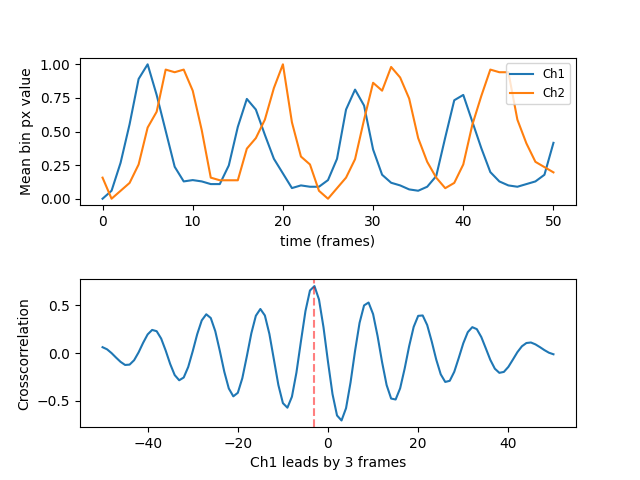 1.00
0.75
0.50
0.25
0.00
Mean bin px value
Ch1
Ch2
0 10 20 30 40 50
time (frames)
0.5
0.0
−0.5
Crosscorrelation
−40 −20 0 20 40
Ch1 leads by 3 frames